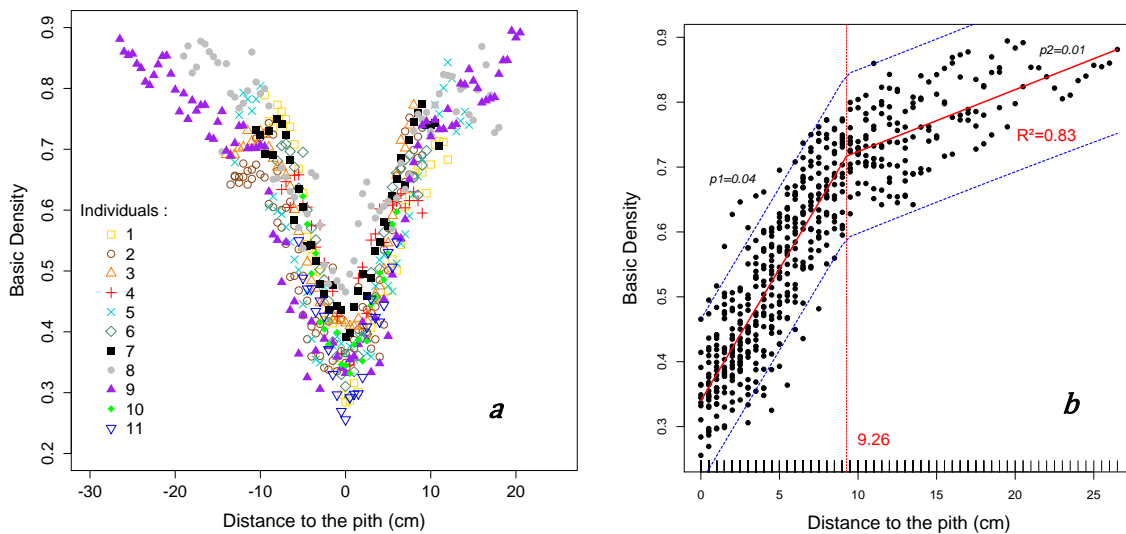 0.9
0.8
0.7
0.6
0.5
0.4
0.3
0.2
Basic Density
Individuals :
1
2
3
4
5
6
7
8
9
10
11
a
-30 -20 -10 0 10 20
Distance to the pith (cm)
0.9
0.8
0.7
0.6
0.5
0.4
0.3
Basic Density
p2=0.01
R²=0.83
p1=0.04
b
9.26
0 5 10 15 20 25
Distance to the pith (cm)